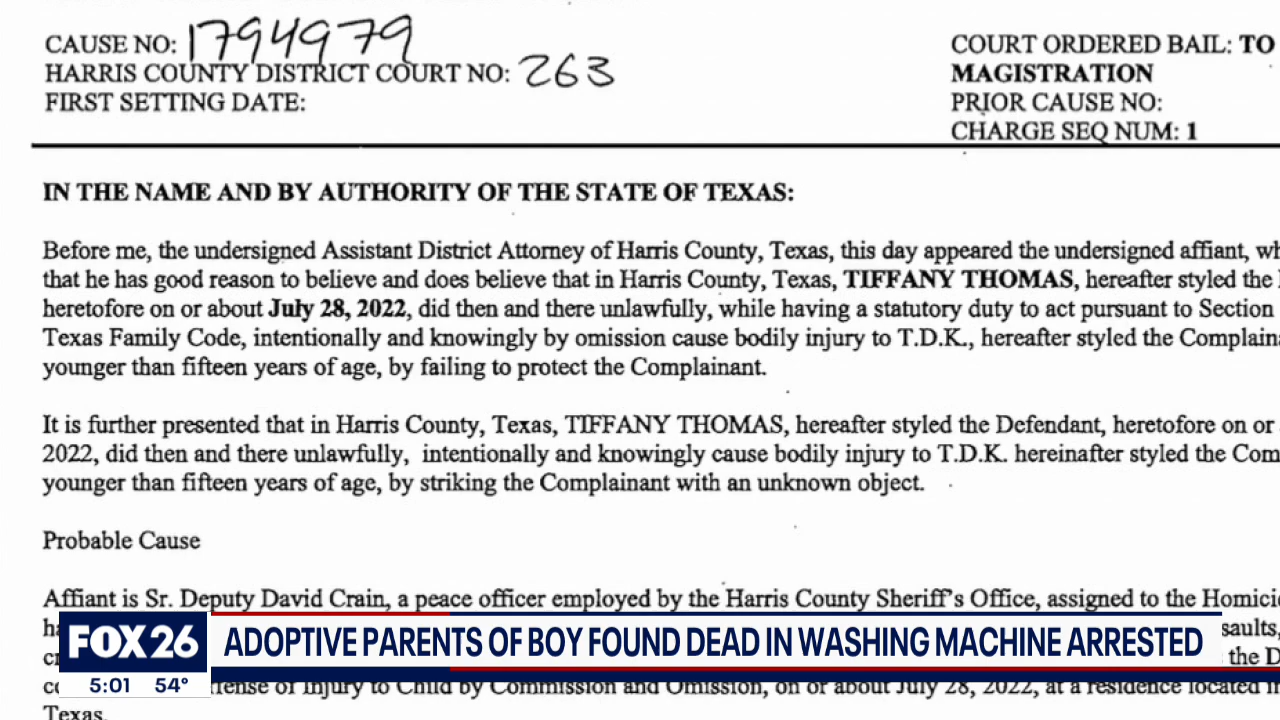 CAUSE NO: 1794979
HARRIS COUNTY DISTRICT COURT NO: 263
FIRST SETTING DATE:
COURT ORDERED BAIL: TO
MAGISTRATION
PRIOR CAUSE NO:
CHARGE SEQ NUM: 1
IN THE NAME AND BY AUTHORITY OF THE STATE OF TEXAS:
Before me, the undersigned Assistant District Attorney of Harris County, Texas, this day appeared the undersigned affiant,
that he has good reason to believe and does believe that in Harris County, Texas, TIFFANY THOMAS, hereafter styled the
heretofore on or about July 28, 2022, did then and there unlawfully, while having a statutory duty to act pursuant to Section
Texas Family Code, intentionally and knowingly by omission cause bodily injury to T.D.K., hereafter styled the
younger than fifteen years of age, by failing to protect the Complainant.
It is further presented that in Harris County, Texas, TIFFANY THOMAS, hereafter styled the Defendant, heretofore on or
2022, did then and there unlawfully, intentionally and knowingly cause bodily injury to T.D.K. hereinafter styled the
younger than fifteen years of age, by striking the Complainant with an unknown object.
Probable Cause
Affiant is Sr. Deputy David Crain, a peace officer employed by the Harris County Sheriff's Office, assigned to the
the
Injury to Child by Commission and Omission, on or about July 28, 2022, at a residence located
Texas.
FOX 26
ADOPTIVE PARENTS OF BOY FOUND DEAD IN WASHING MACHINE ARRESTED
5:01 54°